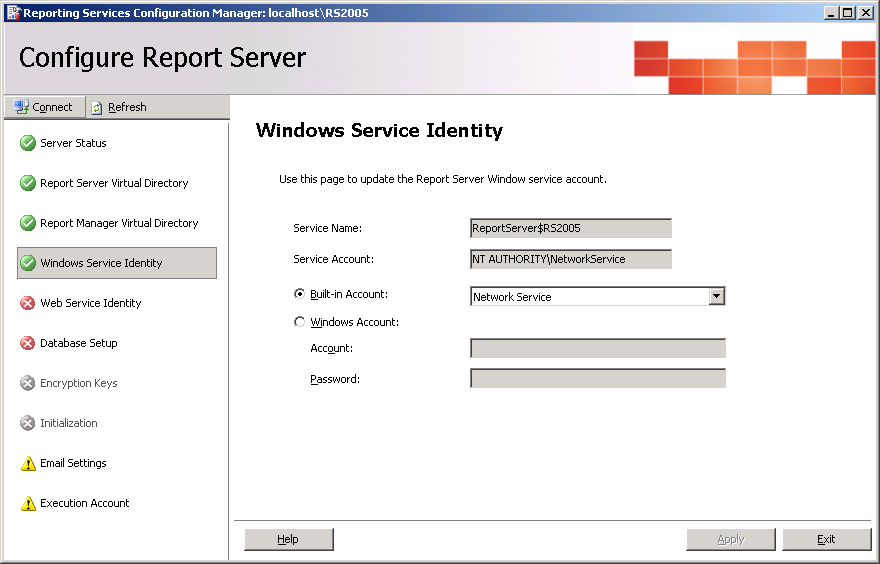 Reporting Services Configuration Manager: localhost\RS2005
Configure Report Server
Connect
Refresh
Server Status
Report Server Virtual Directory
Report Manager Virtual Directory
Windows Service Identity
Web Service Identity
Database Setup
Encryption Keys
Initialization
Email Settings
Execution Account
Windows Service Identity
Use this page to update the Report Server Window service account.
Service Name: ReportServer$RS2005
Service Account: NT AUTHORITY\NetworkService
Built-in Account: Network Service
Windows Account:
Account:
Password:
Help
Apply
Exit